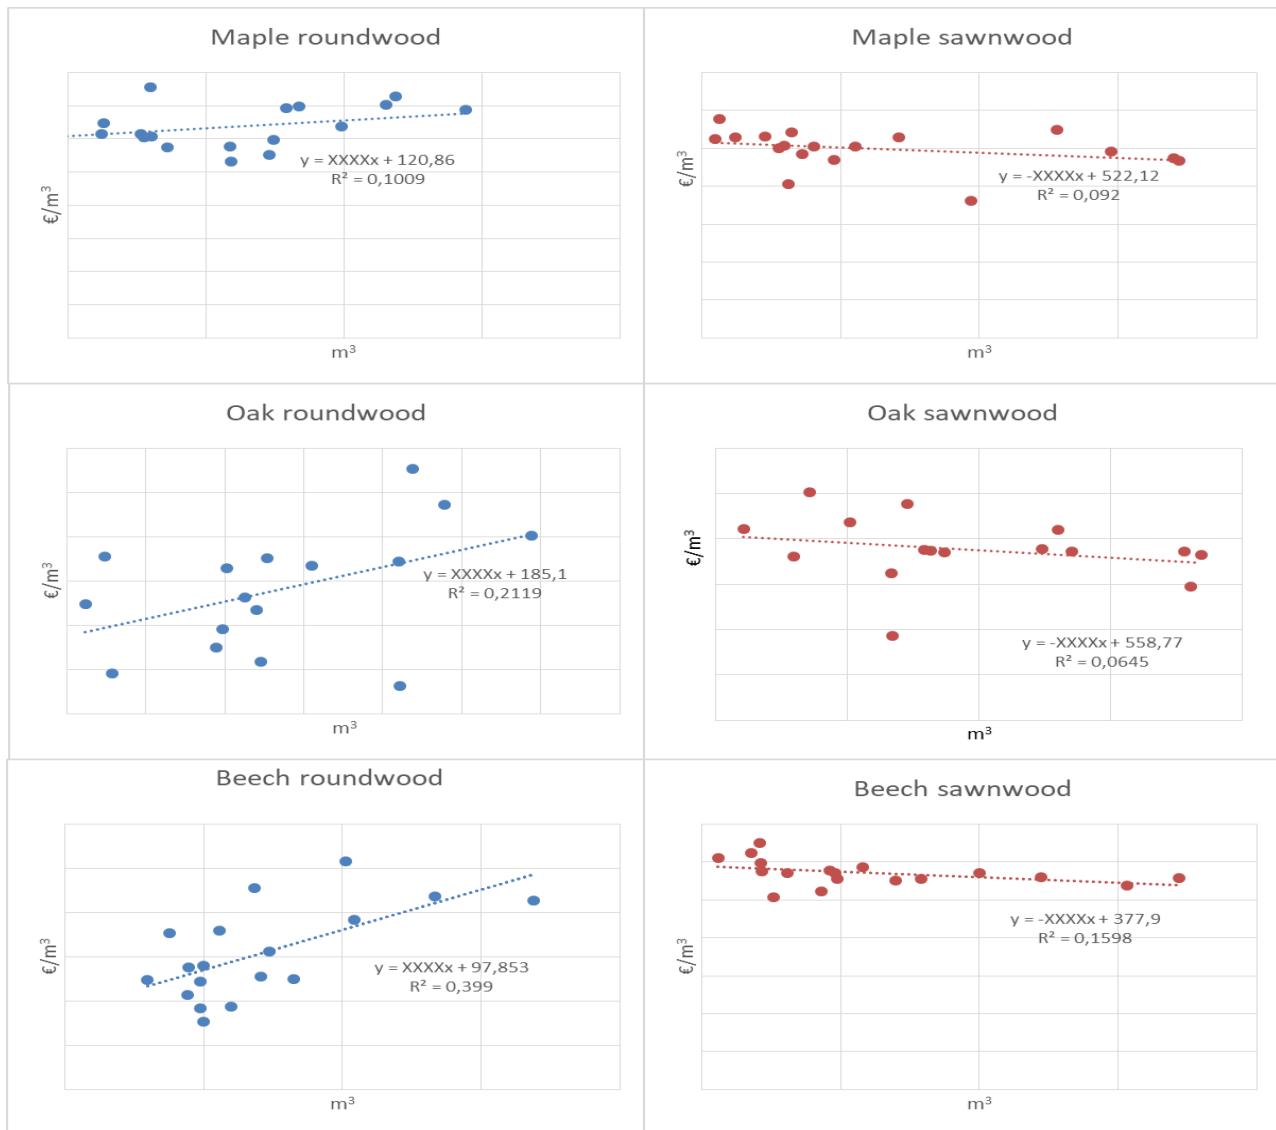 Maple roundwood
€/m³
y = XXXXx + 120,86
R² = 0,1009
m³
Maple sawnwood
€/m³
y = -XXXXx + 522,12
R² = 0,092
m³
Oak roundwood
€/m³
y = XXXXx + 185,1
R² = 0,2119
m³
Oak sawnwood
€/m³
y = -XXXXx + 558,77
R² = 0,0645
m³
Beech roundwood
€/m³
y = XXXXx + 97,853
R² = 0,399
m³
Beech sawnwood
€/m³
y = -XXXXx + 377,9
R² = 0,1598
m³